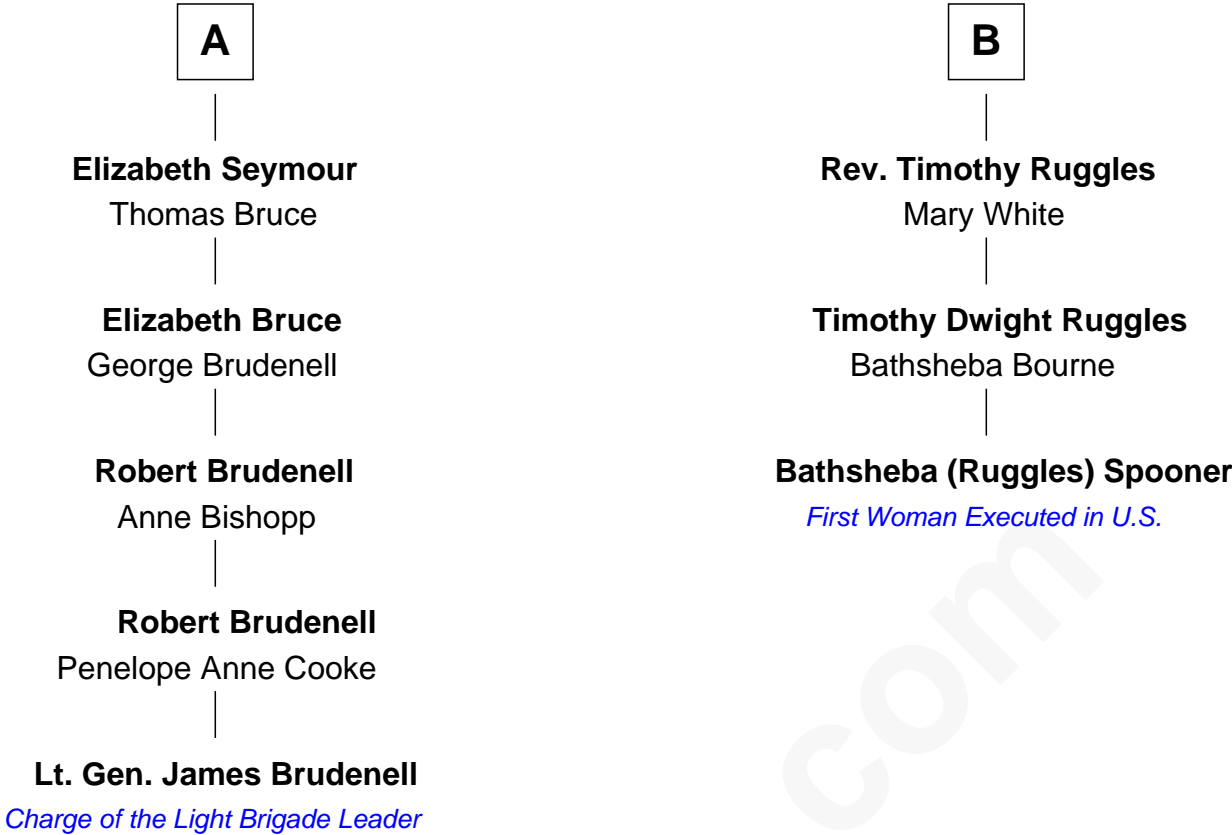 A
Elizabeth Seymour
Thomas Bruce
Elizabeth Bruce
George Brudenell
Robert Brudenell
Anne Bishopp
Robert Brudenell
Penelope Anne Cooke
Lt. Gen. James Brudenell
Charge of the Light Brigade Leader
B
Rev. Timothy Ruggles
Mary White
Timothy Dwight Ruggles
Bathsheba Bourne
Bathsheba (Ruggles) Spooner
First Woman Executed in U.S.
com